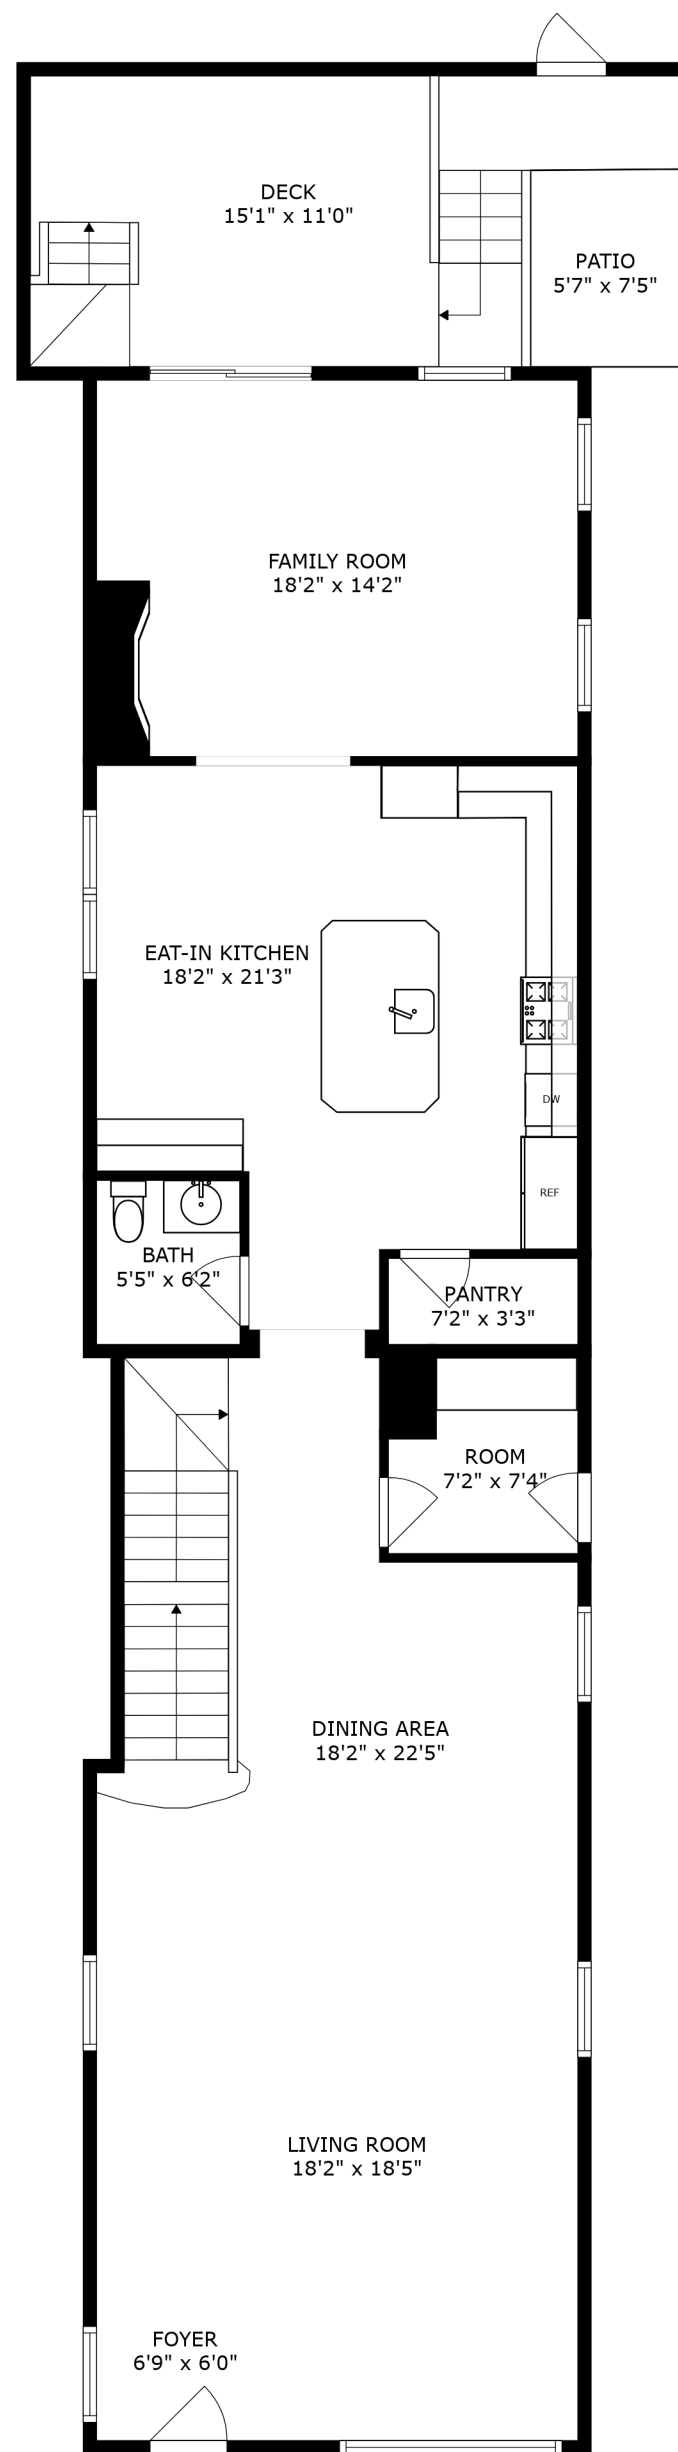 DECK
15'1" x 11'0"
PATIO
5'7" x 7'5"
FAMILY ROOM
18'2" x 14'2"
EAT-IN KITCHEN
18'2" x 21'3"
DW
REF
BATH
5'5" x 6'2"
PANTRY
7'2" x 3'3"
ROOM
7'2" x 7'4"
DINING AREA
18'2" x 22'5"
LIVING ROOM
18'2" x 18'5"
FOYER
6'9" x 6'0"